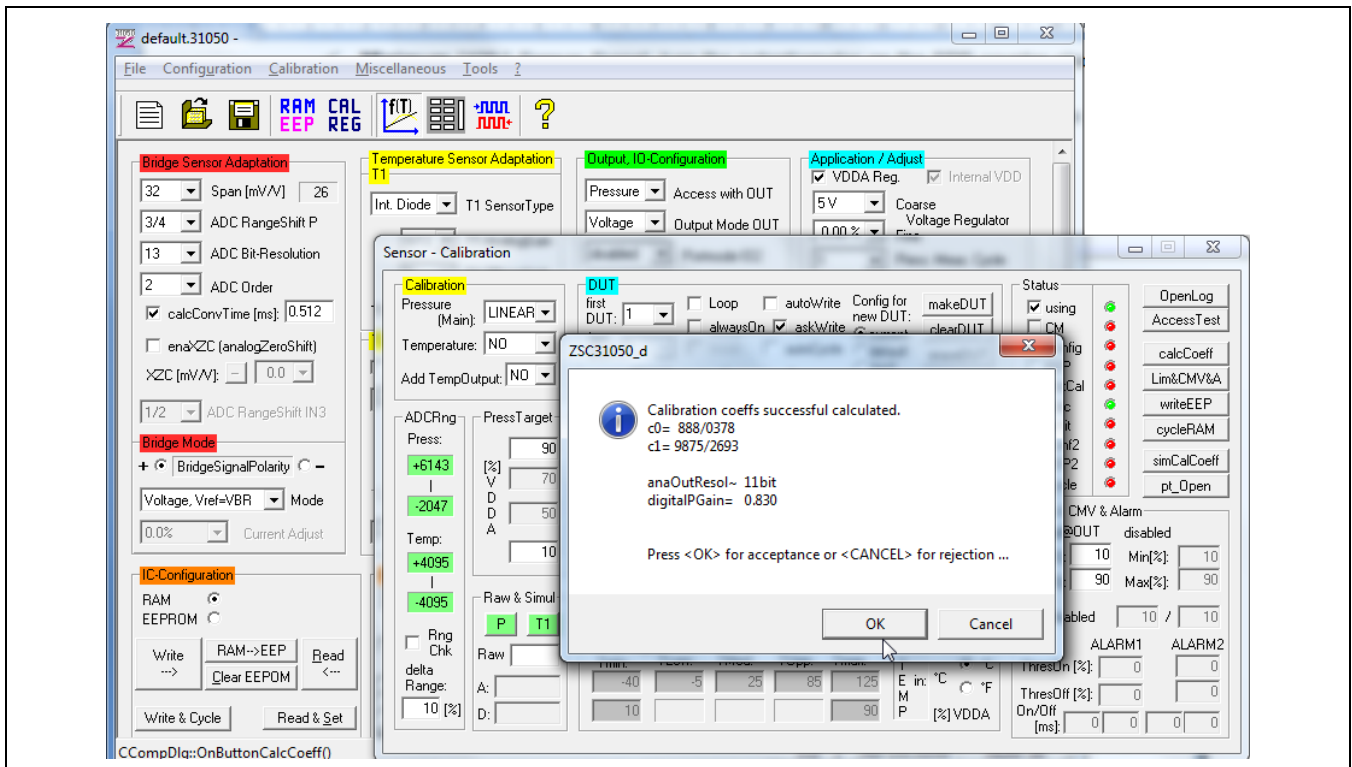 default.31050 -
File Configuration Calibration Miscellaneous Tools ?
RAM EEP CAL REG f(T) ?
Bridge Sensor Adaptation
32 Span [mV/V] 26
3/4 ADC RangeShift P
13 ADC Bit-Resolution
2 ADC Order
calcConvTime [ms]: 0.512
enaXZC (analogZeroShift)
XZC [mV/V]: - 0.0
1/2 ADC RangeShift IN3
Bridge Mode
+ BridgeSignalPolarity -
Voltage, Vref=VBR Mode
0.0% Current Adjust
IC-Configuration
RAM
EEPROM
Write ---> RAM-->EEP Read <---
Clear EEPOM
Write & Cycle Read & Set
CCompDlg::OnButtonCalcCoeff()
Temperature Sensor Adaptation
T1
Int. Diode T1 SensorType
Output, IO-Configuration
Pressure Access with OUT
Voltage Output Mode OUT
Application / Adjust
VDDA Reg. Internal VDD
5 V Coarse
Voltage Regulator
0.00 %
Sensor - Calibration
Calibration
Pressure (Main): LINEAR
Temperature: NO
Add TempOutput: NO
DUT
first DUT: 1 Loop autoWrite Config for new DUT: makeDUT
alwaysOn askWrite clearDUT
Status
using
CM
OpenLog
AccessTest
calcCoeff
Lim&CMV&A
writeEEP
cycleRAM
simCalCoeff
pt_Open
ADCRng
Press:
+6143
|
-2047
Temp:
+4095
|
-4095
Rng Chk
delta Range:
10 [%]
PressTarget
[%] VDDA
90
70
50
10
Raw & Simul
P T1
Raw
A:
D:
ZSC31050_d
Calibration coeffs successful calculated.
c0= 888/0378
c1= 9875/2693
anaOutResol~ 11bit
digitalPGain= 0.830
Press <OK> for acceptance or <CANCEL> for rejection ...
OK Cancel
-40 -5 25 85 125
10 90
TEMP in: °C °F
[%] VDDA
CMV & Alarm
@OUT disabled
10 Min[%]: 10
90 Max[%]: 90
10 / 10
ALARM1 ALARM2
ThresOn [%]: 0 0
ThresOff [%]: 0 0
On/Off [ms]: 0 0 0 0